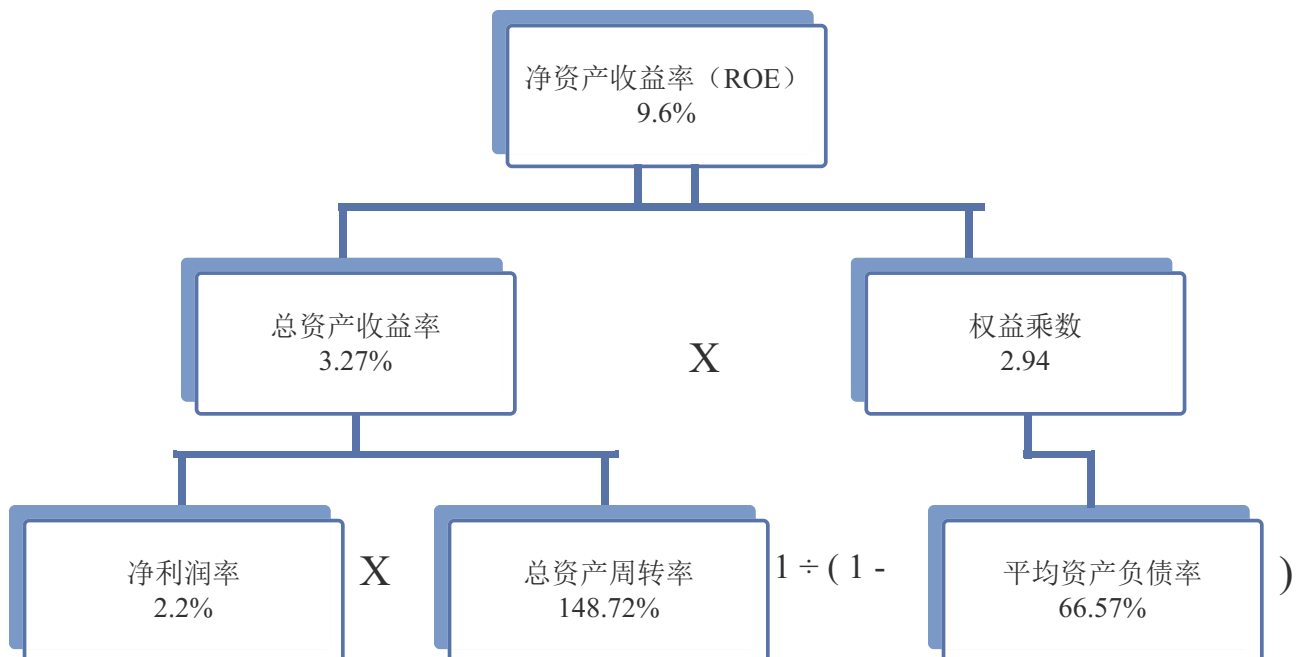 净资产收益率（ROE）
9.6%
总资产收益率
3.27%
X
权益乘数
2.94
净利润率
2.2%
X
总资产周转率
148.72%
1 ÷ ( 1 -
平均资产负债率
66.57%
)